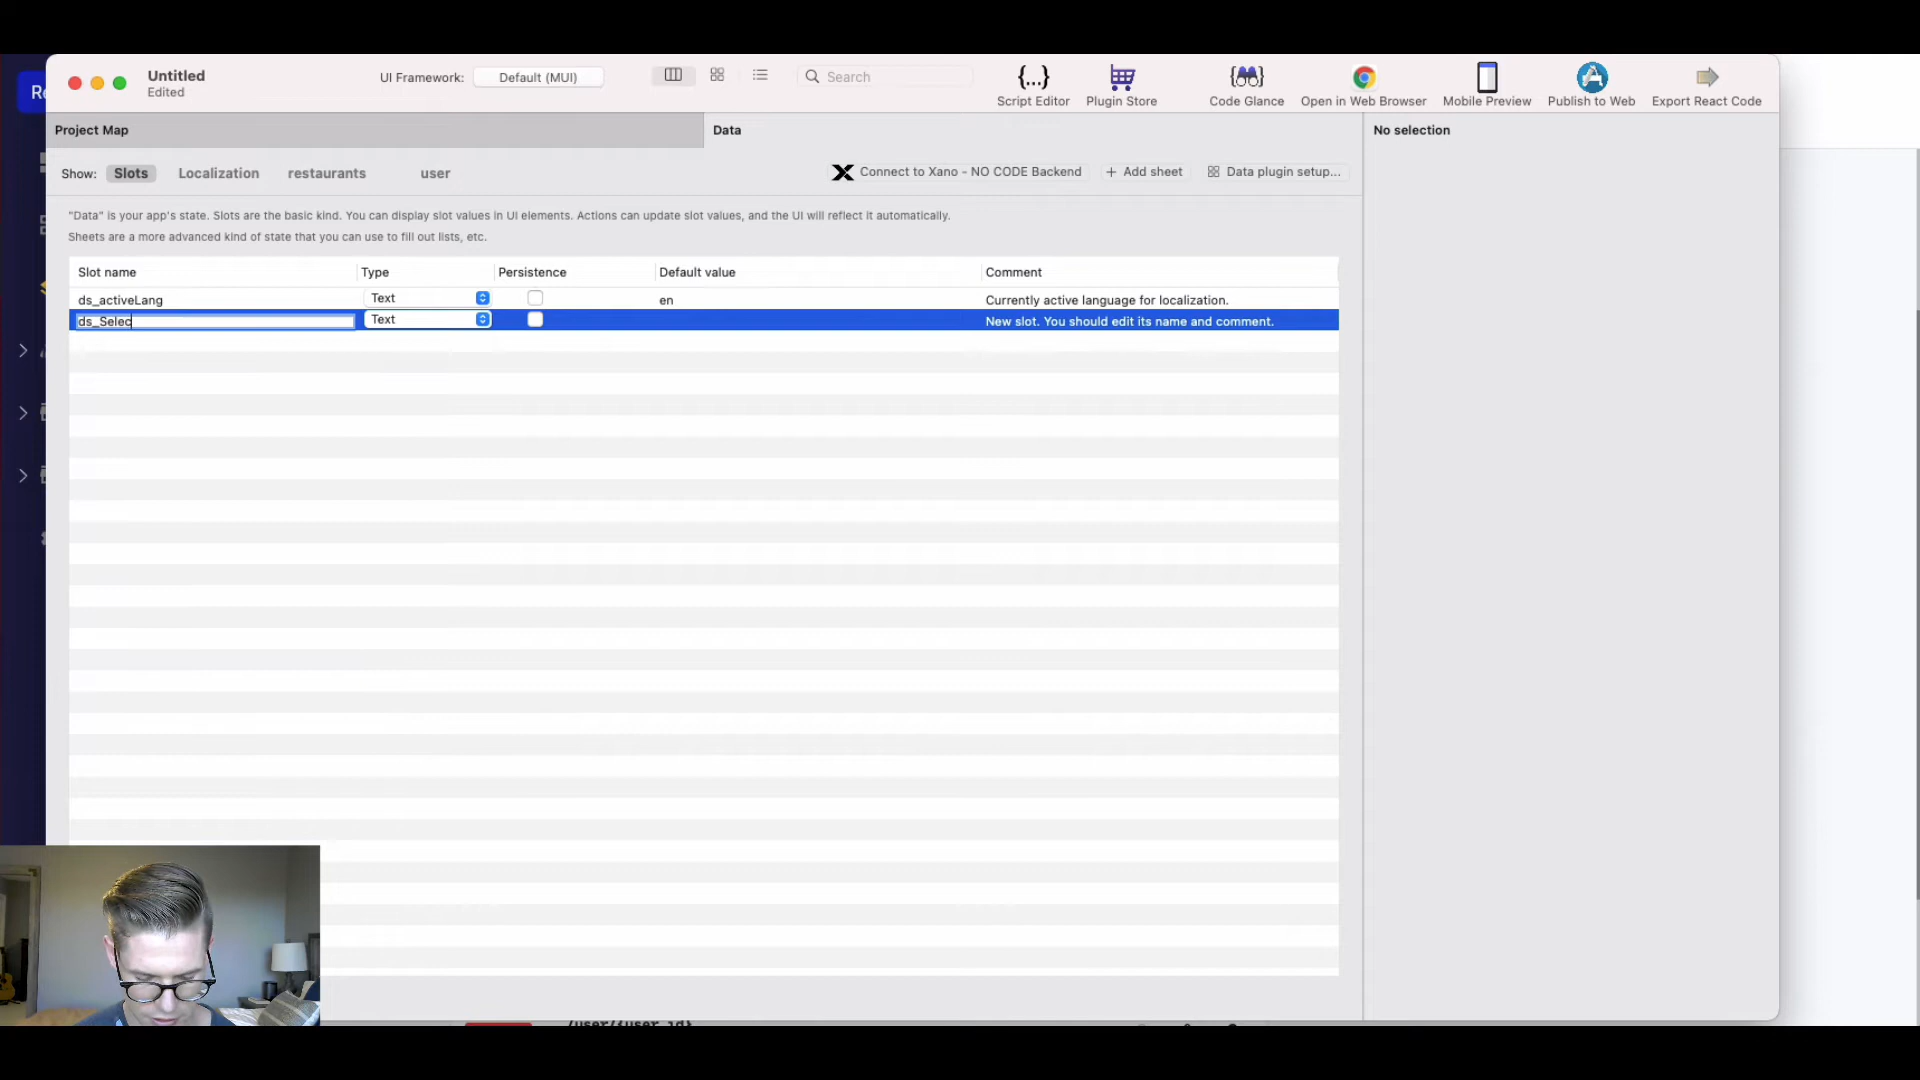 Untitled
Edited
UI Framework:
Default (MUI)
Search
Script Editor
Plugin Store
Code Glance
Open in Web Browser
Mobile Preview
Publish to Web
Export React Code
Project Map
Data
No selection
Show:
Slots
Localization
restaurants
user
Connect to Xano - NO CODE Backend
+ Add sheet
Data plugin setup...
"Data" is your app's state. Slots are the basic kind. You can display slot values in UI elements. Actions can update slot values, and the UI will reflect it automatically.
Sheets are a more advanced kind of state that you can use to fill out lists, etc.
Slot name
Type
Persistence
Default value
Comment
ds_activeLang
Text
en
Currently active language for localization.
ds_Selec
Text
New slot. You should edit its name and comment.
/user/{user_id}